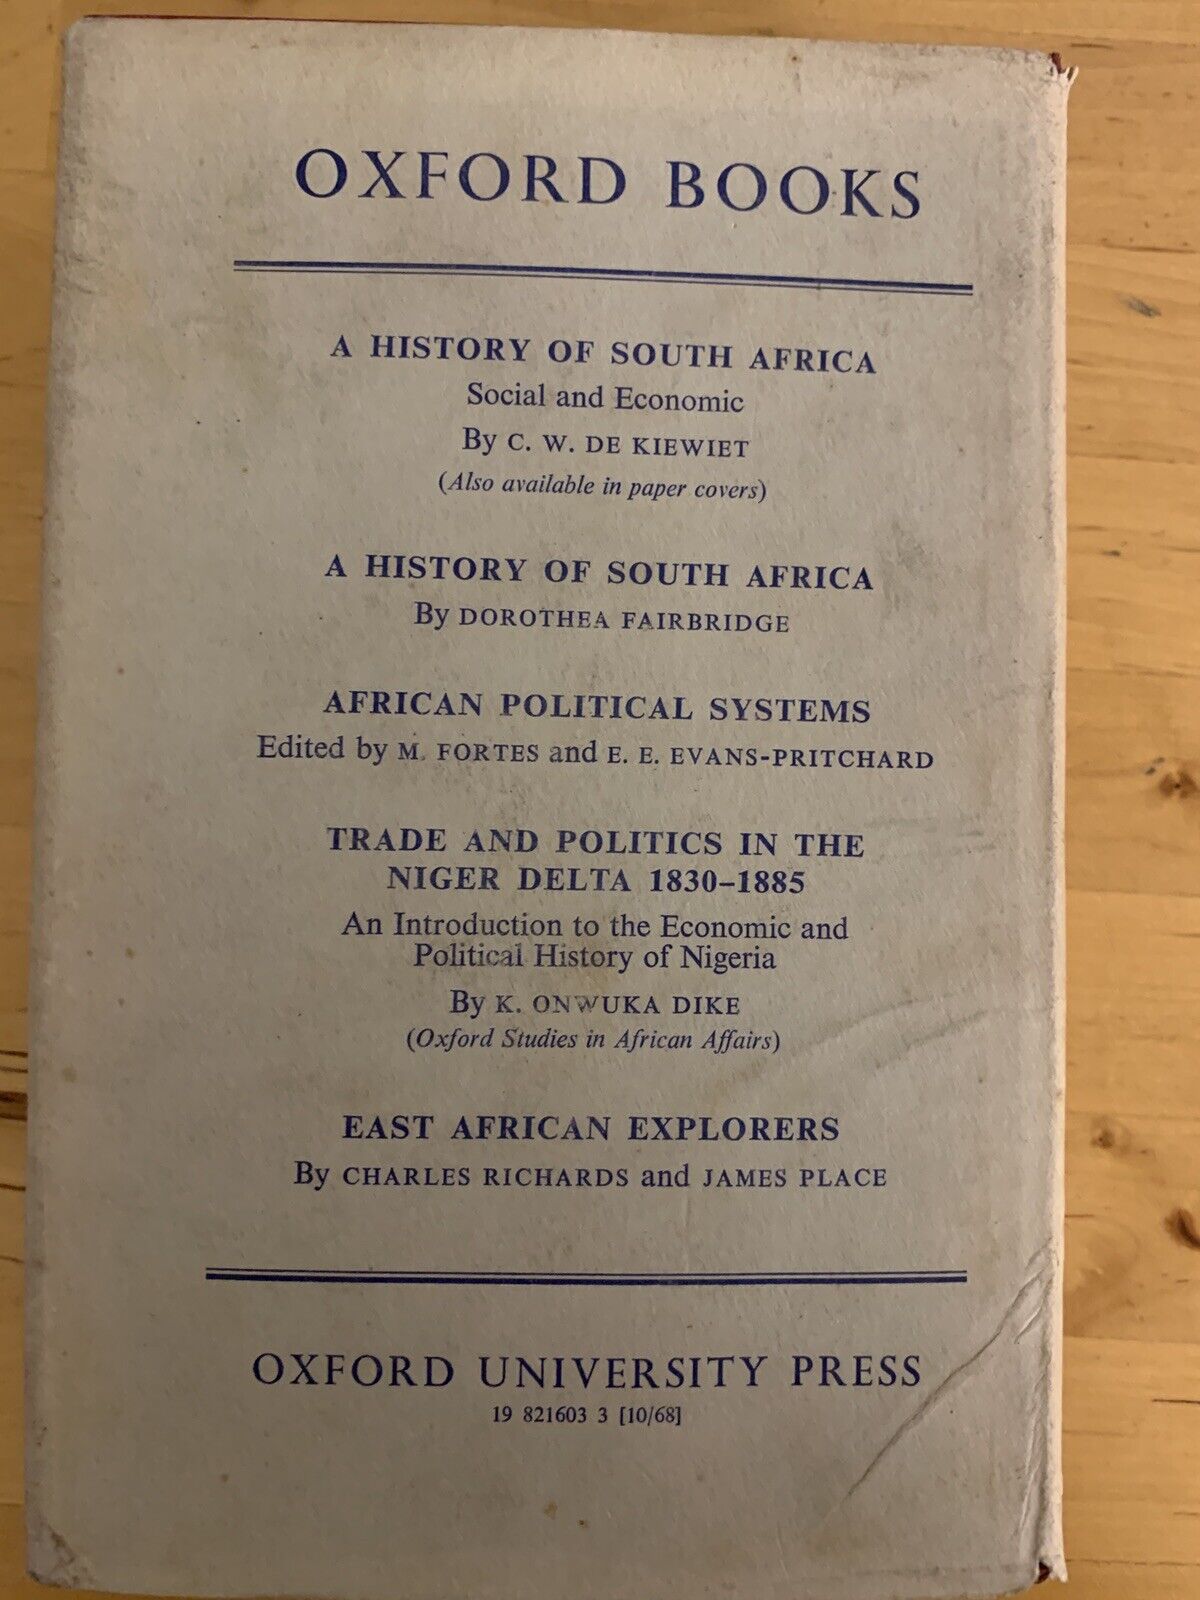 OXFORD BOOKS
A HISTORY OF SOUTH AFRICA
Social and Economic
By C. W. DE KIEWIET
(Also available in paper covers)
A HISTORY OF SOUTH AFRICA
By DOROTHEA FAIRBRIDGE
AFRICAN POLITICAL SYSTEMS
Edited by M. FORTES and E. E. EVANS-PRITCHARD
TRADE AND POLITICS IN THE
NIGER DELTA 1830–1885
An Introduction to the Economic and
Political History of Nigeria
By K. ONWUKA DIKE
(Oxford Studies in African Affairs)
EAST AFRICAN EXPLORERS
By CHARLES RICHARDS and JAMES PLACE
OXFORD UNIVERSITY PRESS
19 821603 3 [10/68]